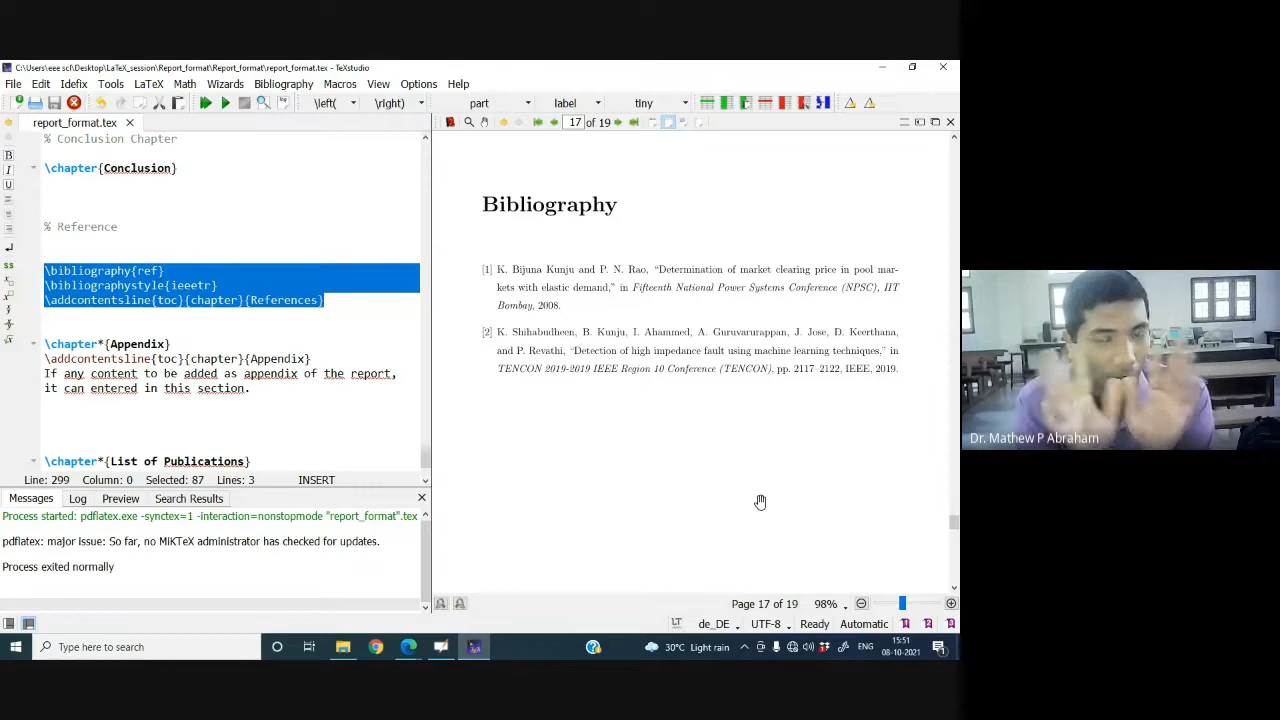 C:\Users\eee scl\Desktop\LaTeX_session\Report_format\Report_format\report_format.tex - TeXstudio
File Edit Idefix Tools LaTeX Math Wizards Bibliography Macros View Options Help
\left( \right) part label tiny
report_format.tex
17 of 19
% Conclusion Chapter
\chapter{Conclusion}
% Reference
\bibliography{ref}
\bibliographystyle{ieeetr}
\addcontentsline{toc}{chapter}{References}
\chapter*{Appendix}
\addcontentsline{toc}{chapter}{Appendix}
If any content to be added as appendix of the report,
it can entered in this section.
\chapter*{List of Publications}
Line: 299 Column: 0 Selected: 87 Lines: 3 INSERT
Messages Log Preview Search Results
Process started: pdflatex.exe -synctex=1 -interaction=nonstopmode "report_format".tex
pdflatex: major issue: So far, no MiKTeX administrator has checked for updates.
Process exited normally
Bibliography
[1] K. Bijuna Kunju and P. N. Rao, “Determination of market clearing price in pool mar-
kets with elastic demand,” in Fifteenth National Power Systems Conference (NPSC), IIT
Bombay, 2008.
[2] K. Shihabudheen, B. Kunju, I. Ahammed, A. Guruvarurappan, J. Jose, D. Keerthana,
and P. Revathi, “Detection of high impedance fault using machine learning techniques,” in
TENCON 2019-2019 IEEE Region 10 Conference (TENCON), pp. 2117–2122, IEEE, 2019.
Page 17 of 19 98%
de_DE UTF-8 Ready Automatic
Type here to search
30°C Light rain
ENG
15:51
08-10-2021
Dr. Mathew P Abraham